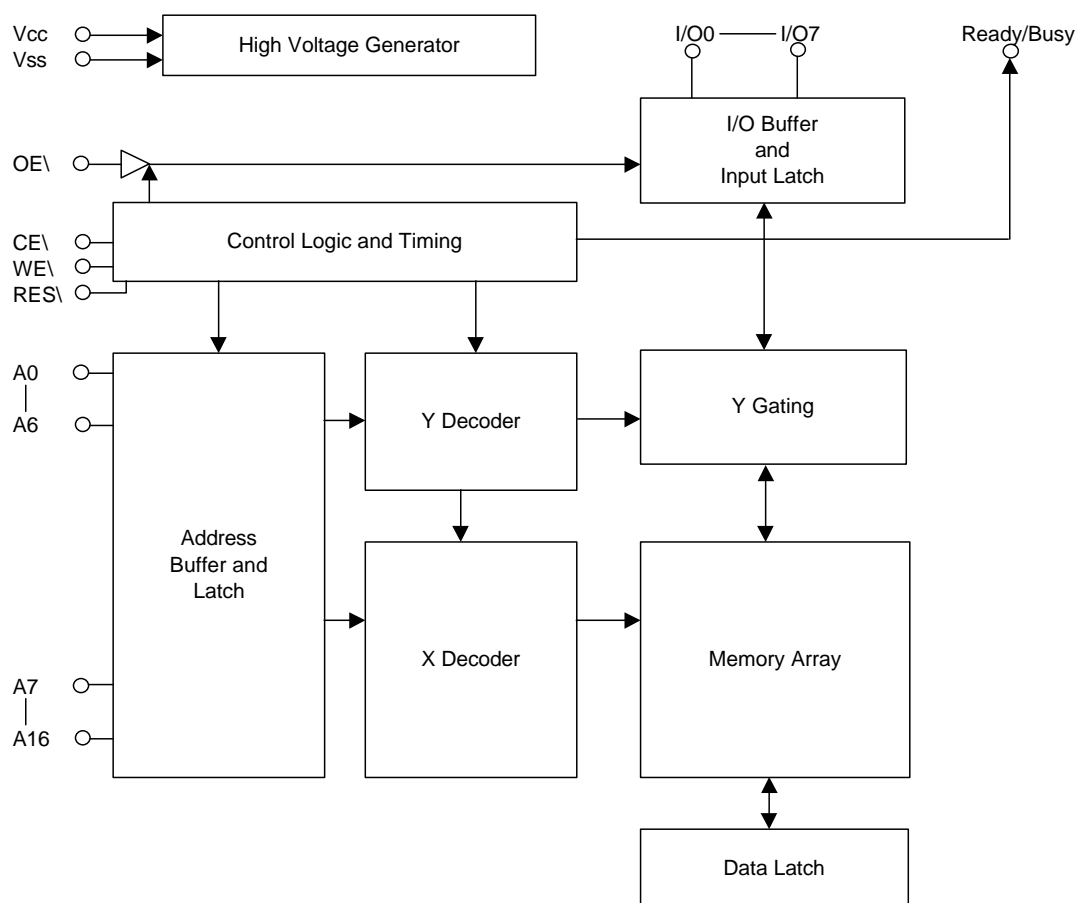 Vcc
Vss
High Voltage Generator
I/O0
I/O7
Ready/Busy
OE\
I/O Buffer
and
Input Latch
CE\
WE\
RES\
Control Logic and Timing
A0
A6
Y Decoder
Y Gating
Address
Buffer and
Latch
X Decoder
Memory Array
A7
A16
Data Latch